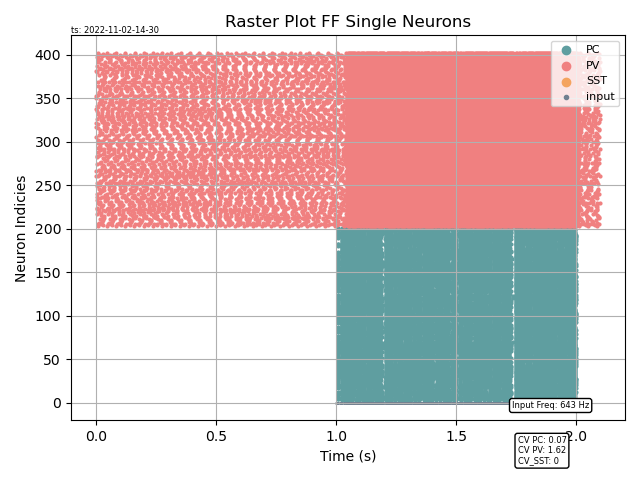 Raster Plot FF Single Neurons
ts: 2022-11-02-14-30
PC
PV
SST
input
400
350
300
250
200
150
100
50
0
Neuron Indicies
Input Freq: 643 Hz
0.0 0.5 1.0 1.5 2.0
Time (s)
CV PC: 0.07
CV PV: 1.62
CV_SST: 0